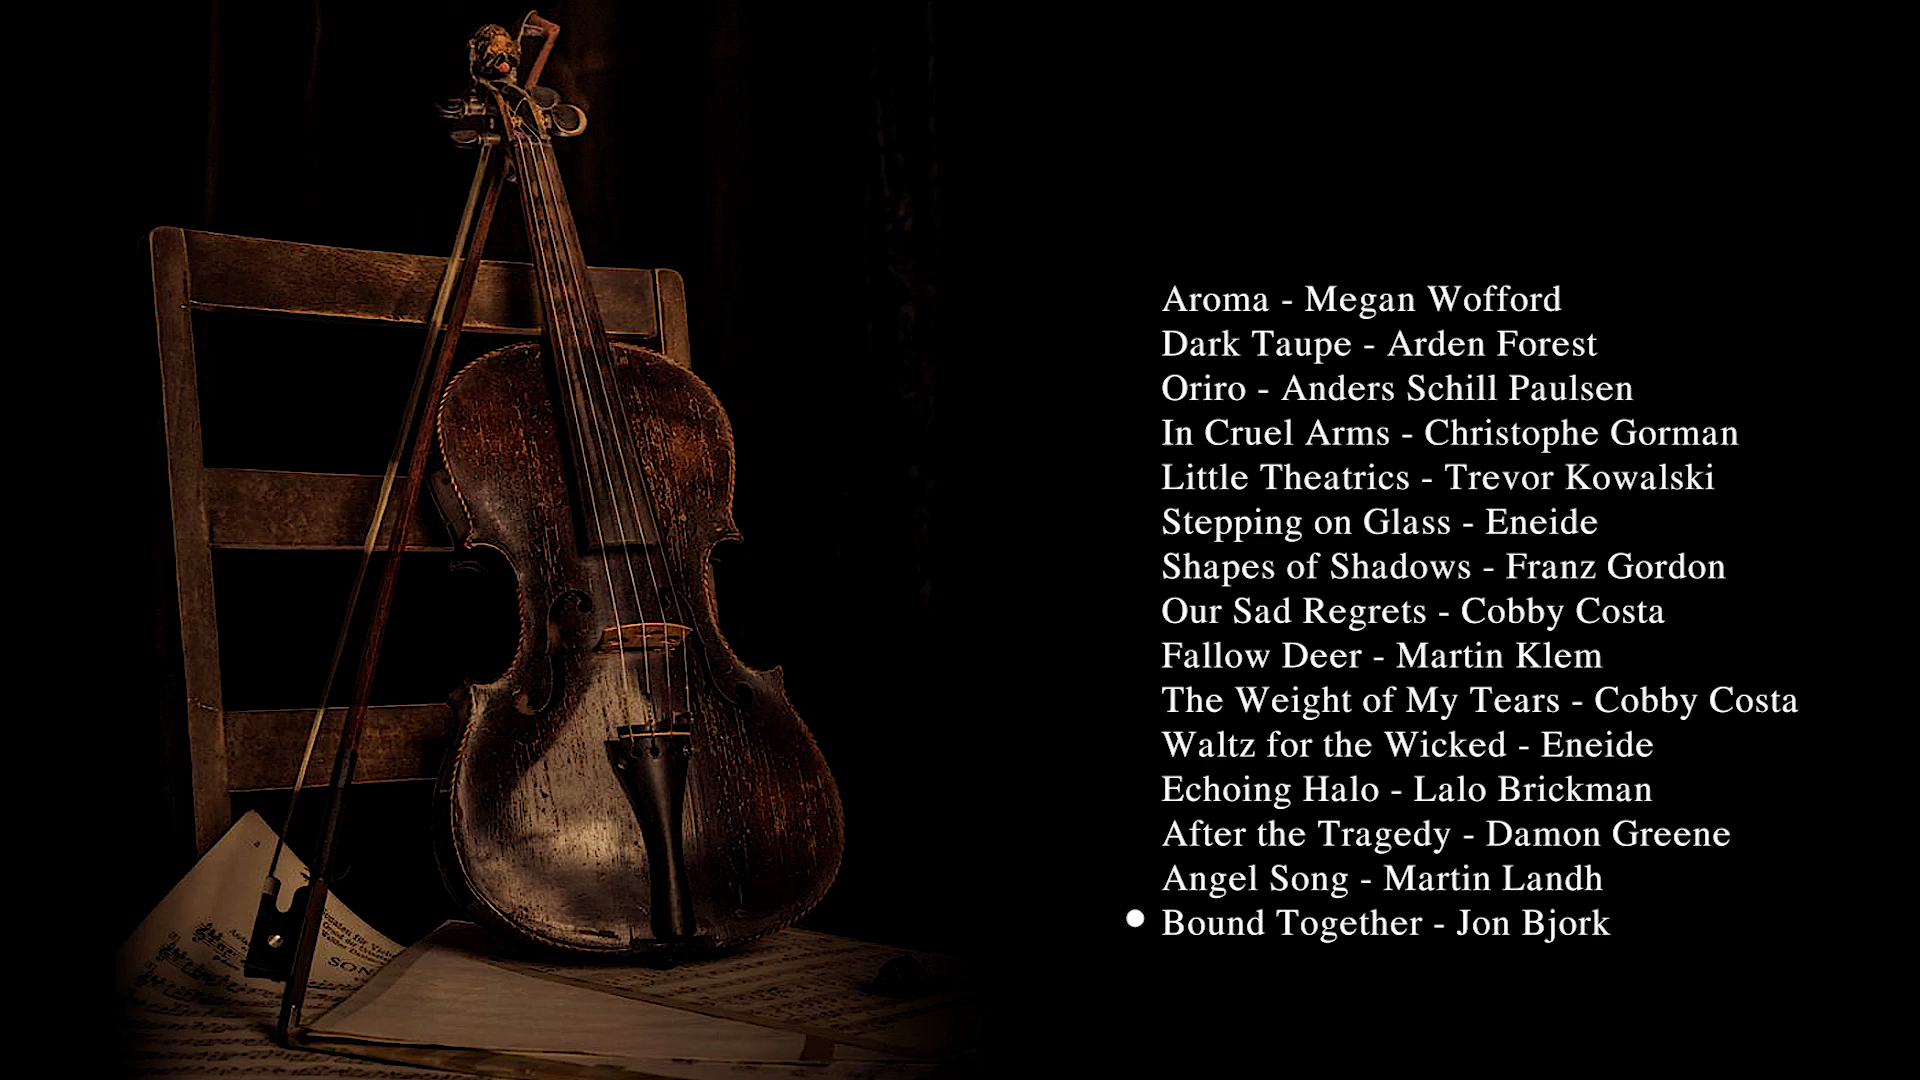 Aroma - Megan Wofford
Dark Taupe - Arden Forest
Oriro - Anders Schill Paulsen
In Cruel Arms - Christophe Gorman
Little Theatrics - Trevor Kowalski
Stepping on Glass - Eneide
Shapes of Shadows - Franz Gordon
Our Sad Regrets - Cobby Costa
Fallow Deer - Martin Klem
The Weight of My Tears - Cobby Costa
Waltz for the Wicked - Eneide
Echoing Halo - Lalo Brickman
After the Tragedy - Damon Greene
Angel Song - Martin Landh
• Bound Together - Jon Bjork
SON